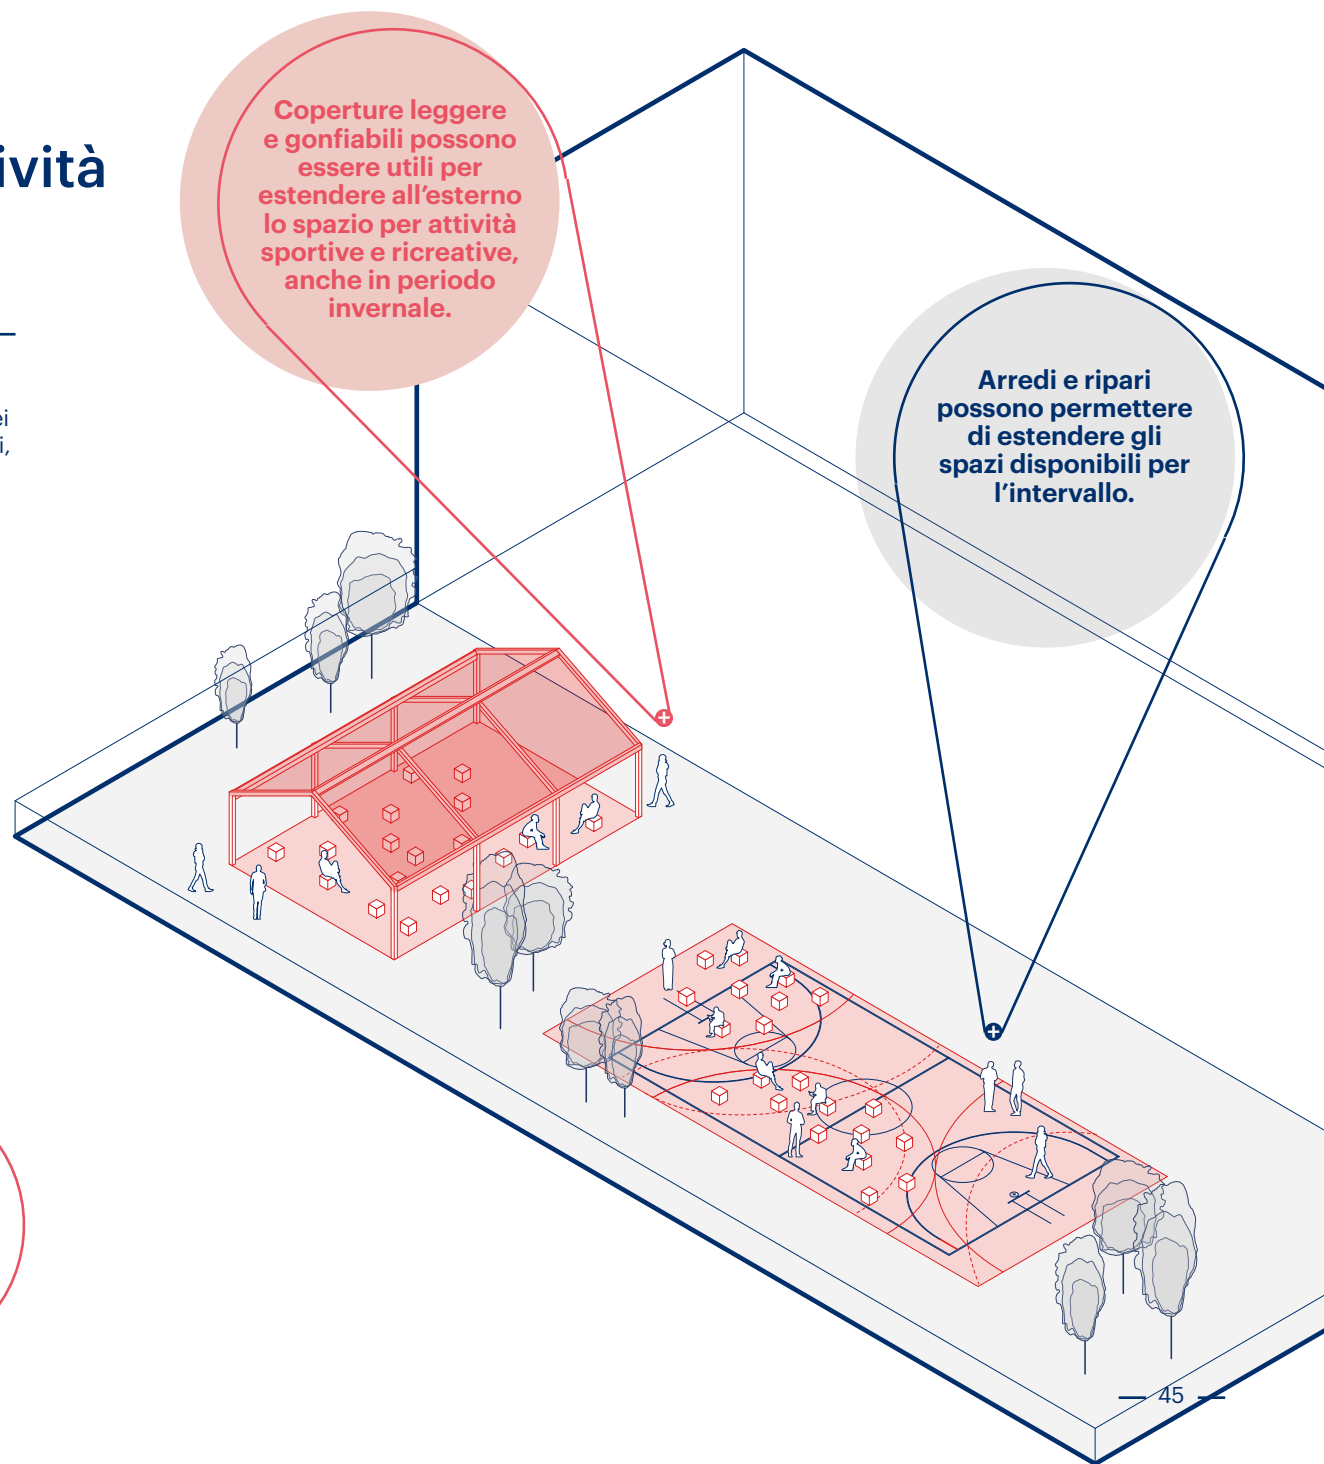 ività
Coperture leggere
e gonfiabili possono
essere utili per
estendere all'esterno
lo spazio per attività
sportive e ricreative,
anche in periodo
invernale.
ei
i,
Arredi e ripari
possono permettere
di estendere gli
spazi disponibili per
l'intervallo.
45